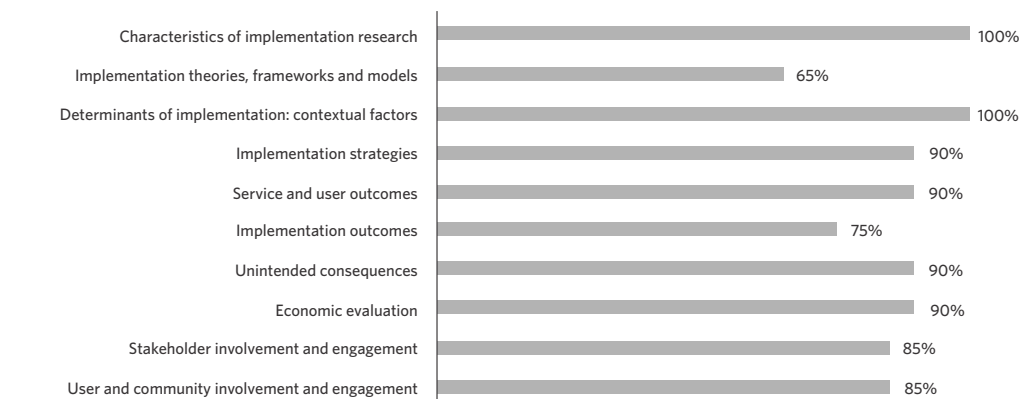 Characteristics of implementation research 100%
Implementation theories, frameworks and models 65%
Determinants of implementation: contextual factors 100%
Implementation strategies 90%
Service and user outcomes 90%
Implementation outcomes 75%
Unintended consequences 90%
Economic evaluation 90%
Stakeholder involvement and engagement 85%
User and community involvement and engagement 85%